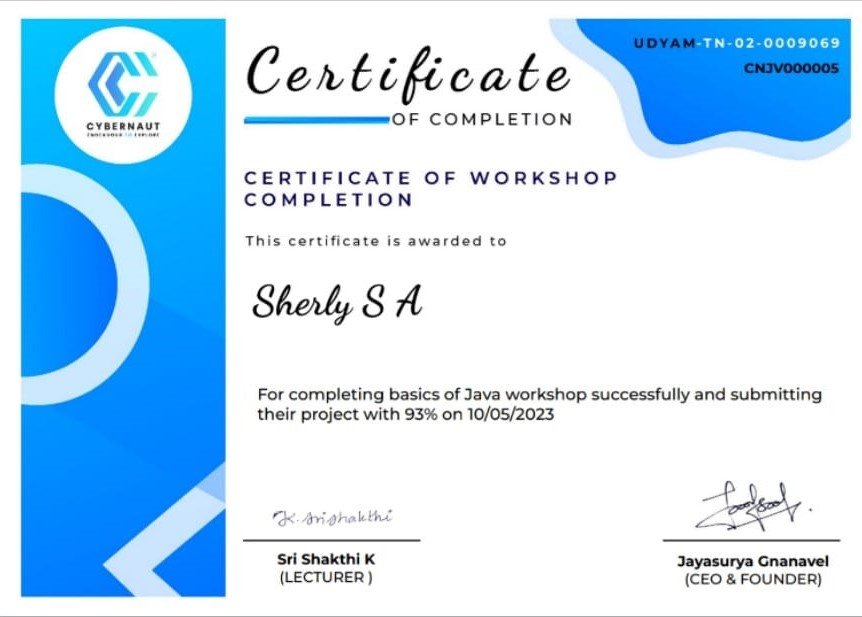 CYBERNAUT
ENDEAVOUR TO EXPLORE
UDYAM-TN-02-0009069
CNJV000005
Certificate
OF COMPLETION
CERTIFICATE OF WORKSHOP
COMPLETION
This certificate is awarded to
Sherly S A
For completing basics of Java workshop successfully and submitting
their project with 93% on 10/05/2023
K. Srishakthi
Sri Shakthi K
(LECTURER )
Jayasurya Gnanavel
(CEO & FOUNDER)